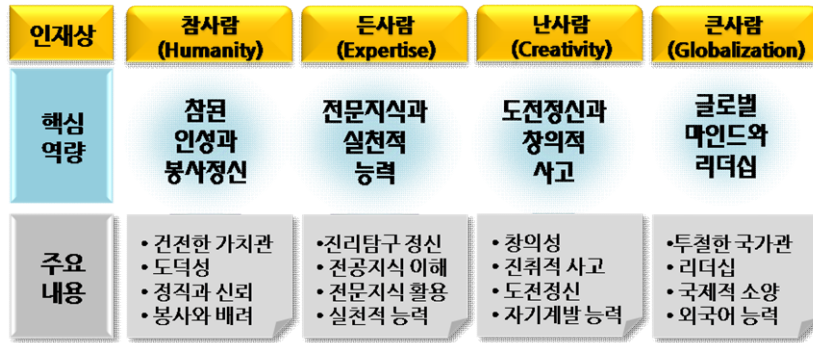 인재상
참사람
(Humanity)
든사람
(Expertise)
난사람
(Creativity)
큰사람
(Globalization)
핵심
역량
참된
인성과
봉사정신
전문지식과
실천적
능력
도전정신과
창의적
사고
글로벌
마인드와
리더십
주요
내용
• 건전한 가치관
• 도덕성
• 정직과 신뢰
• 봉사와 배려
•진리탐구 정신
• 전공지식 이해
• 전문지식 활용
• 실천적 능력
• 창의성
• 진취적 사고
• 도전정신
• 자기계발 능력
•투철한 국가관
• 리더십
• 국제적 소양
• 외국어 능력